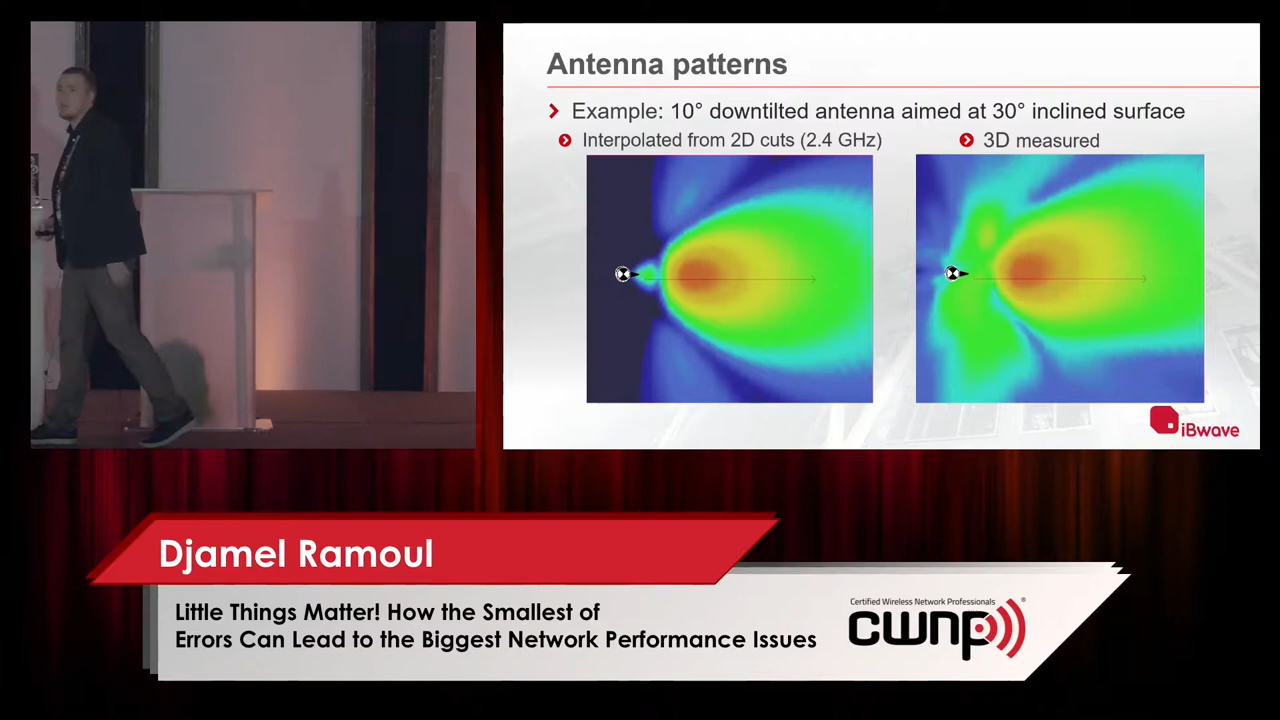 Antenna patterns
Example: 10° downtilted antenna aimed at 30° inclined surface
Interpolated from 2D cuts (2.4 GHz)
3D measured
iBwave
Djamel Ramoul
Little Things Matter! How the Smallest of
Errors Can Lead to the Biggest Network Performance Issues
Certified Wireless Network Professionals
®
cwnp